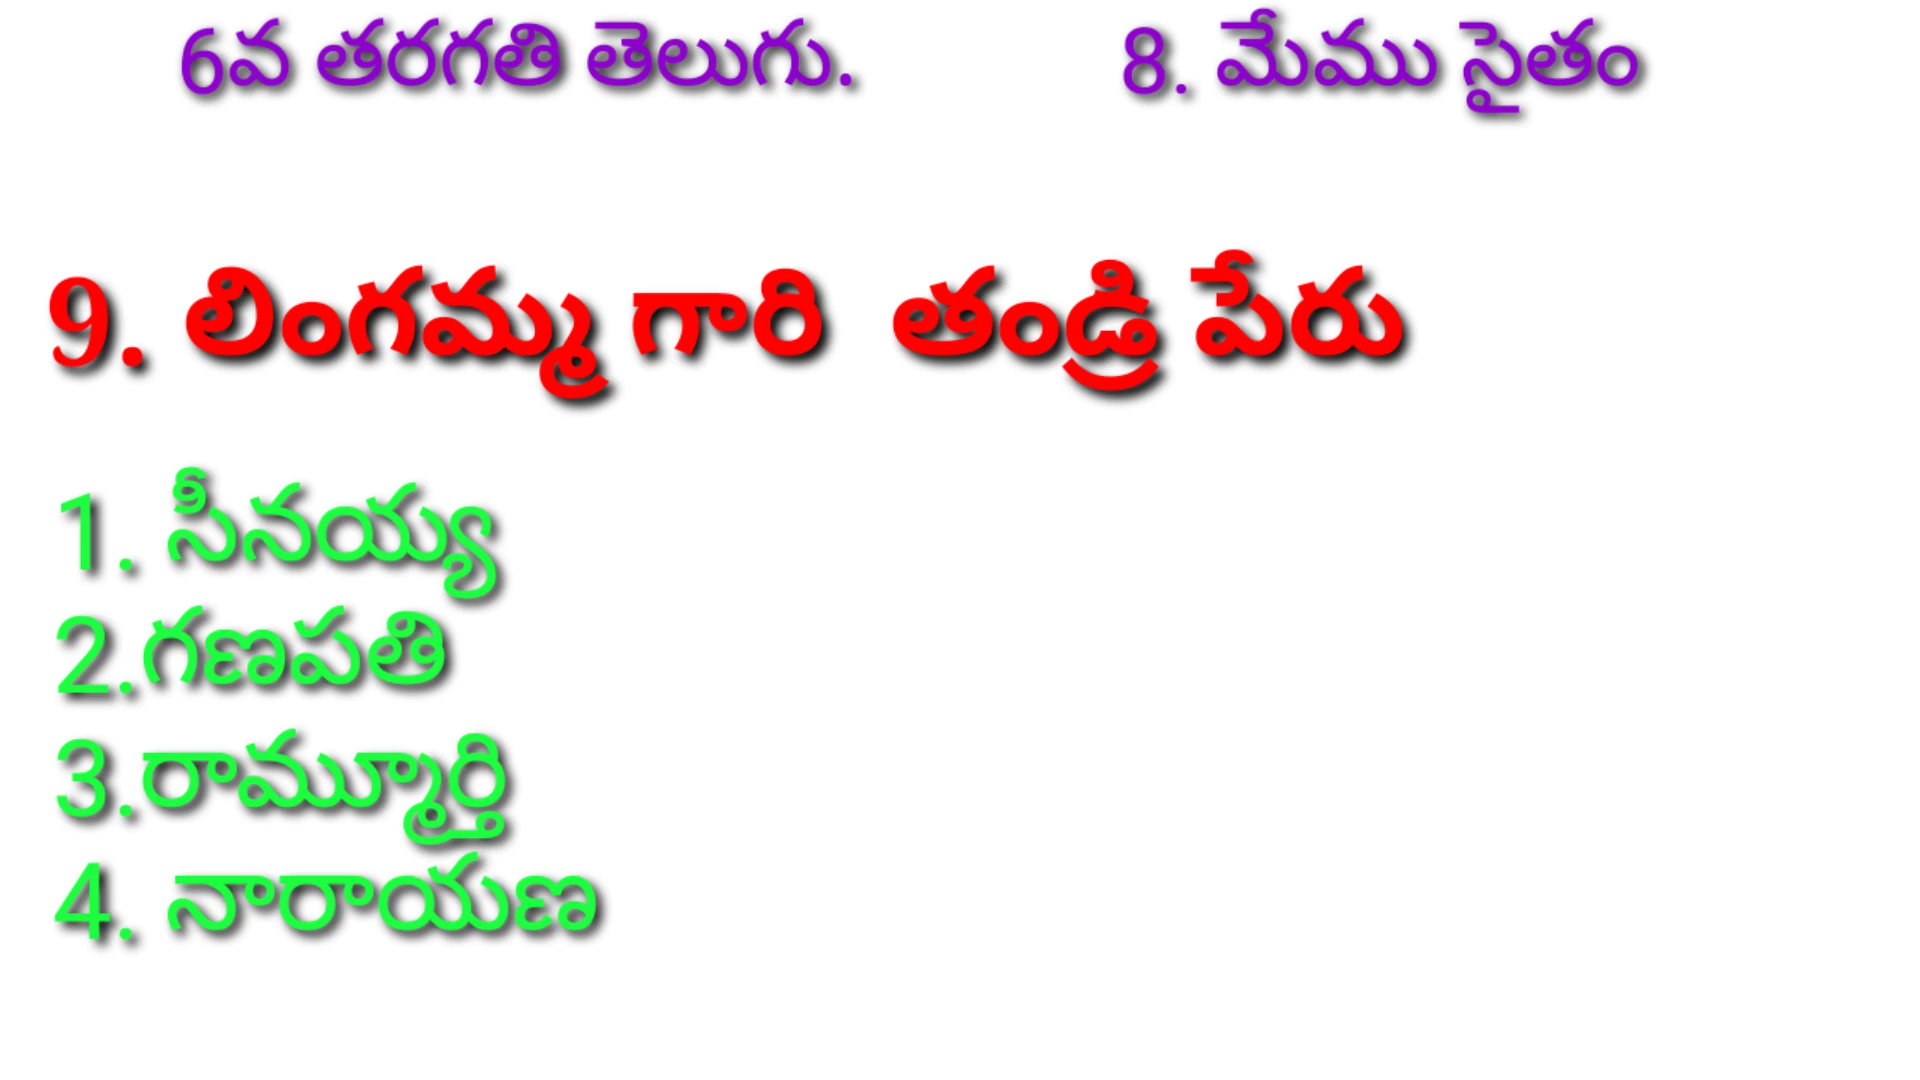 6వ తరగతి తెలుగు. 8. మేము సైతం
9. లింగమ్మ గారి తండ్రి పేరు
1. సీనయ్య
2.గణపతి
3.రామ్మూర్తి
4. నారాయణ